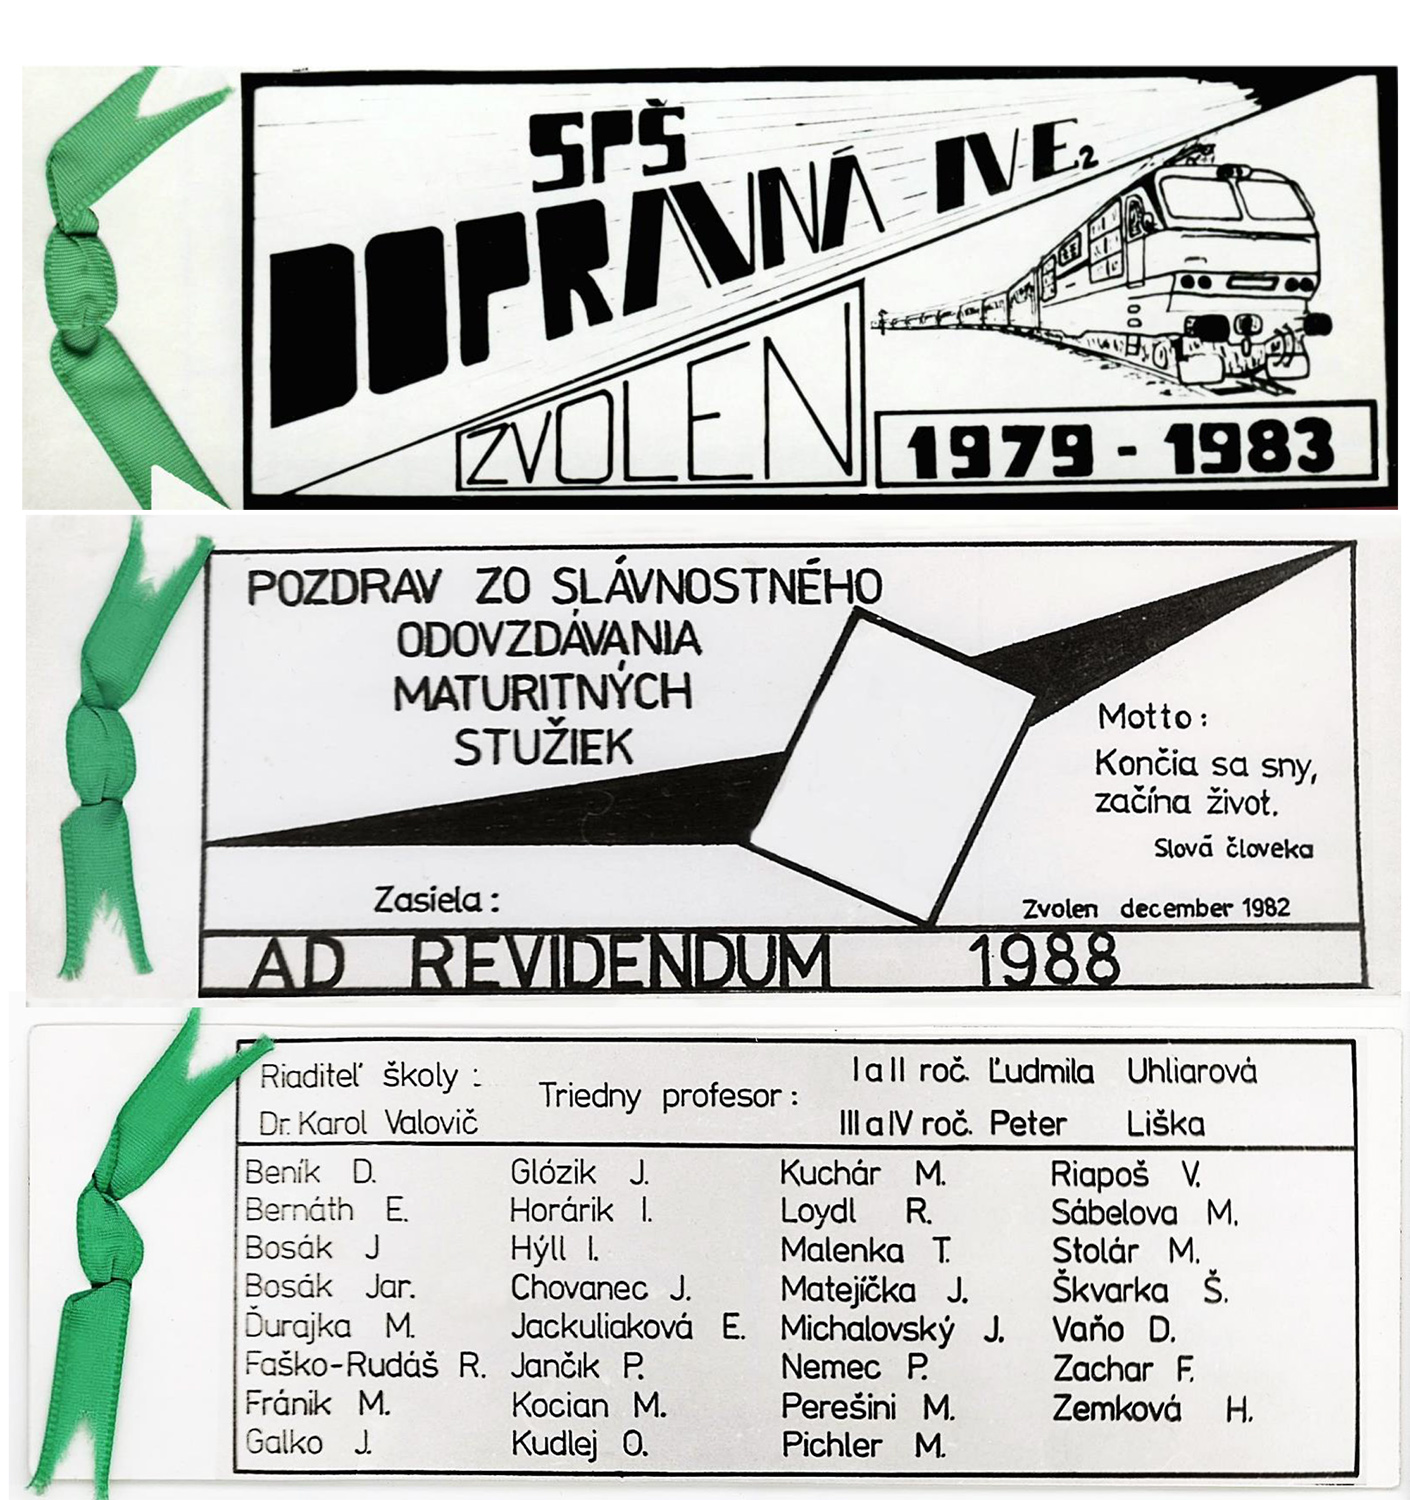 SPŠ
DOPRAVNÁ IV E₂
ZVOLEN
1979 - 1983
POZDRAV ZO SLÁVNOSTNÉHO
ODOVZDÁVANIA
MATURITNÝCH
STUŽIEK
Motto:
Končia sa sny,
začína život.
Slová človeka
Zasiela:
Zvolen december 1982
AD REVIDENDUM 1988
Riaditeľ školy:
Dr. Karol Valovič
Triedny profesor:
I a II roč. Ľudmila Uhliarová
III a IV roč. Peter Liška
Beník D.
Bernáth E.
Bosák J
Bosák Jar.
Ďurajka M.
Faško-Rudáš R.
Fránik M.
Galko J.
Glózik J.
Horárik I.
Hýll I.
Chovanec J.
Jackuliaková E.
Jančik P.
Kocian M.
Kudlej O.
Kuchár M.
Loydl R.
Malenka T.
Matejíčka J.
Michalovský J.
Nemec P.
Perešini M.
Pichler M.
Riapoš V.
Sábelova M.
Stolár M.
Škvarka Š.
Vaňo D.
Zachar F.
Zemková H.